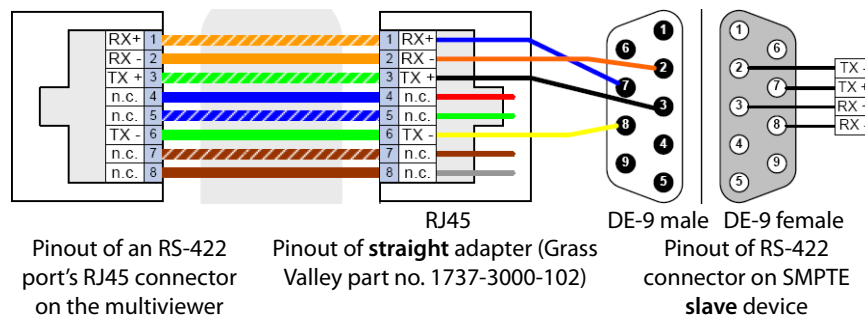 RX+ 1
RX - 2
TX + 3
n.c. 4
n.c. 5
TX - 6
n.c. 7
n.c. 8
1 RX+
2 RX -
3 TX +
4 n.c.
5 n.c.
6 TX -
7 n.c.
8 n.c.
1
6
2
7
3
8
4
9
5
1
6
2
7
3
8
4
9
5
TX -
TX +
RX -
RX -
RJ45
DE-9 male
DE-9 female
Pinout of an RS-422
port's RJ45 connector
on the multiviewer
Pinout of straight adapter (Grass
Valley part no. 1737-3000-102)
Pinout of RS-422
connector on SMPTE
slave device